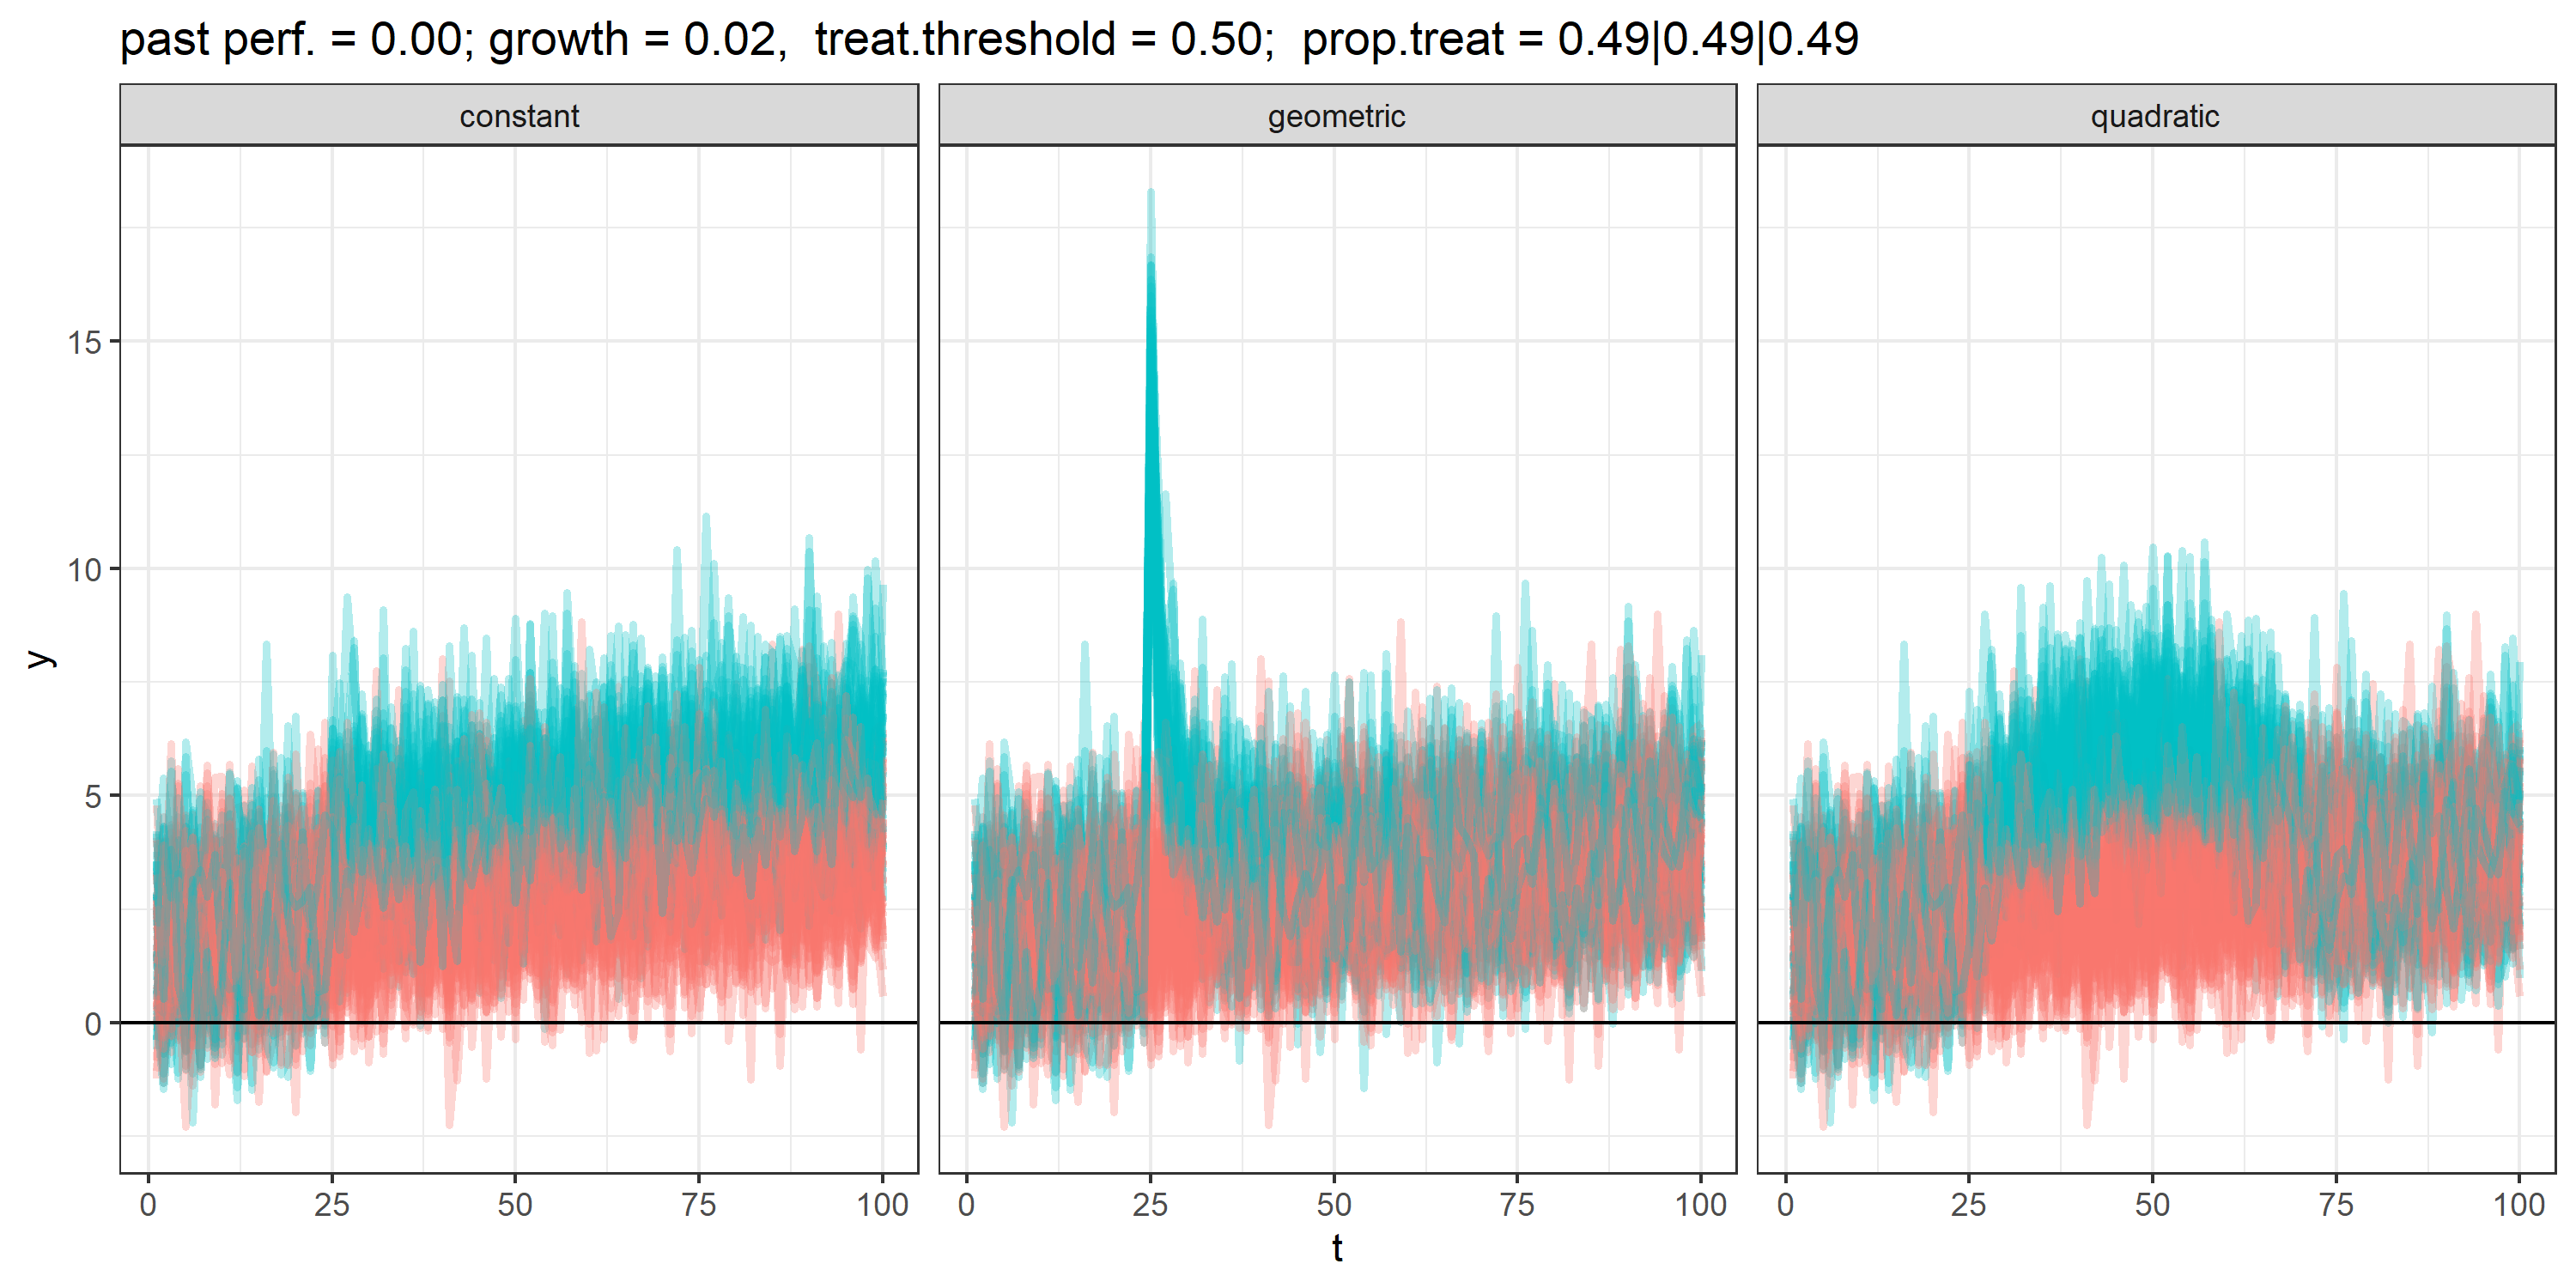 past perf. = 0.00; growth = 0.02,  treat.threshold = 0.50;  prop.treat = 0.49|0.49|0.49
constant geometric quadratic
15
10
5
0
y
0 25 50 75 100 0 25 50 75 100 0 25 50 75 100
t